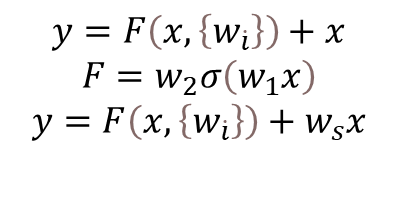 y = F(x, {w_i}) + x
F = w_2σ(w_1x)
y = F(x, {w_i}) + w_sx